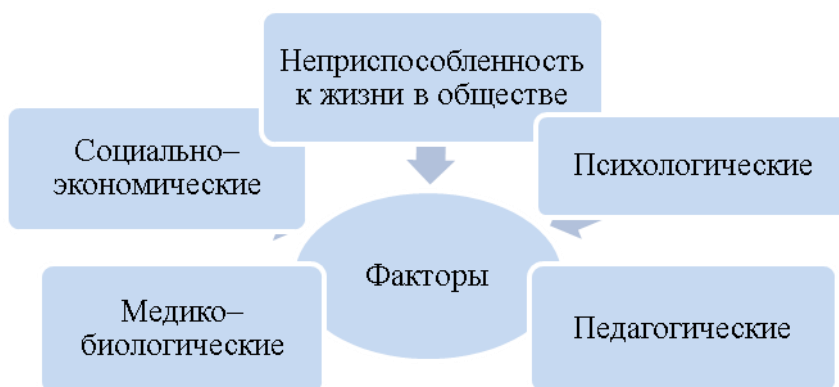 Неприспособленность
к жизни в обществе
Социально–
экономические
Психологические
Факторы
Медико–
биологические
Педагогические